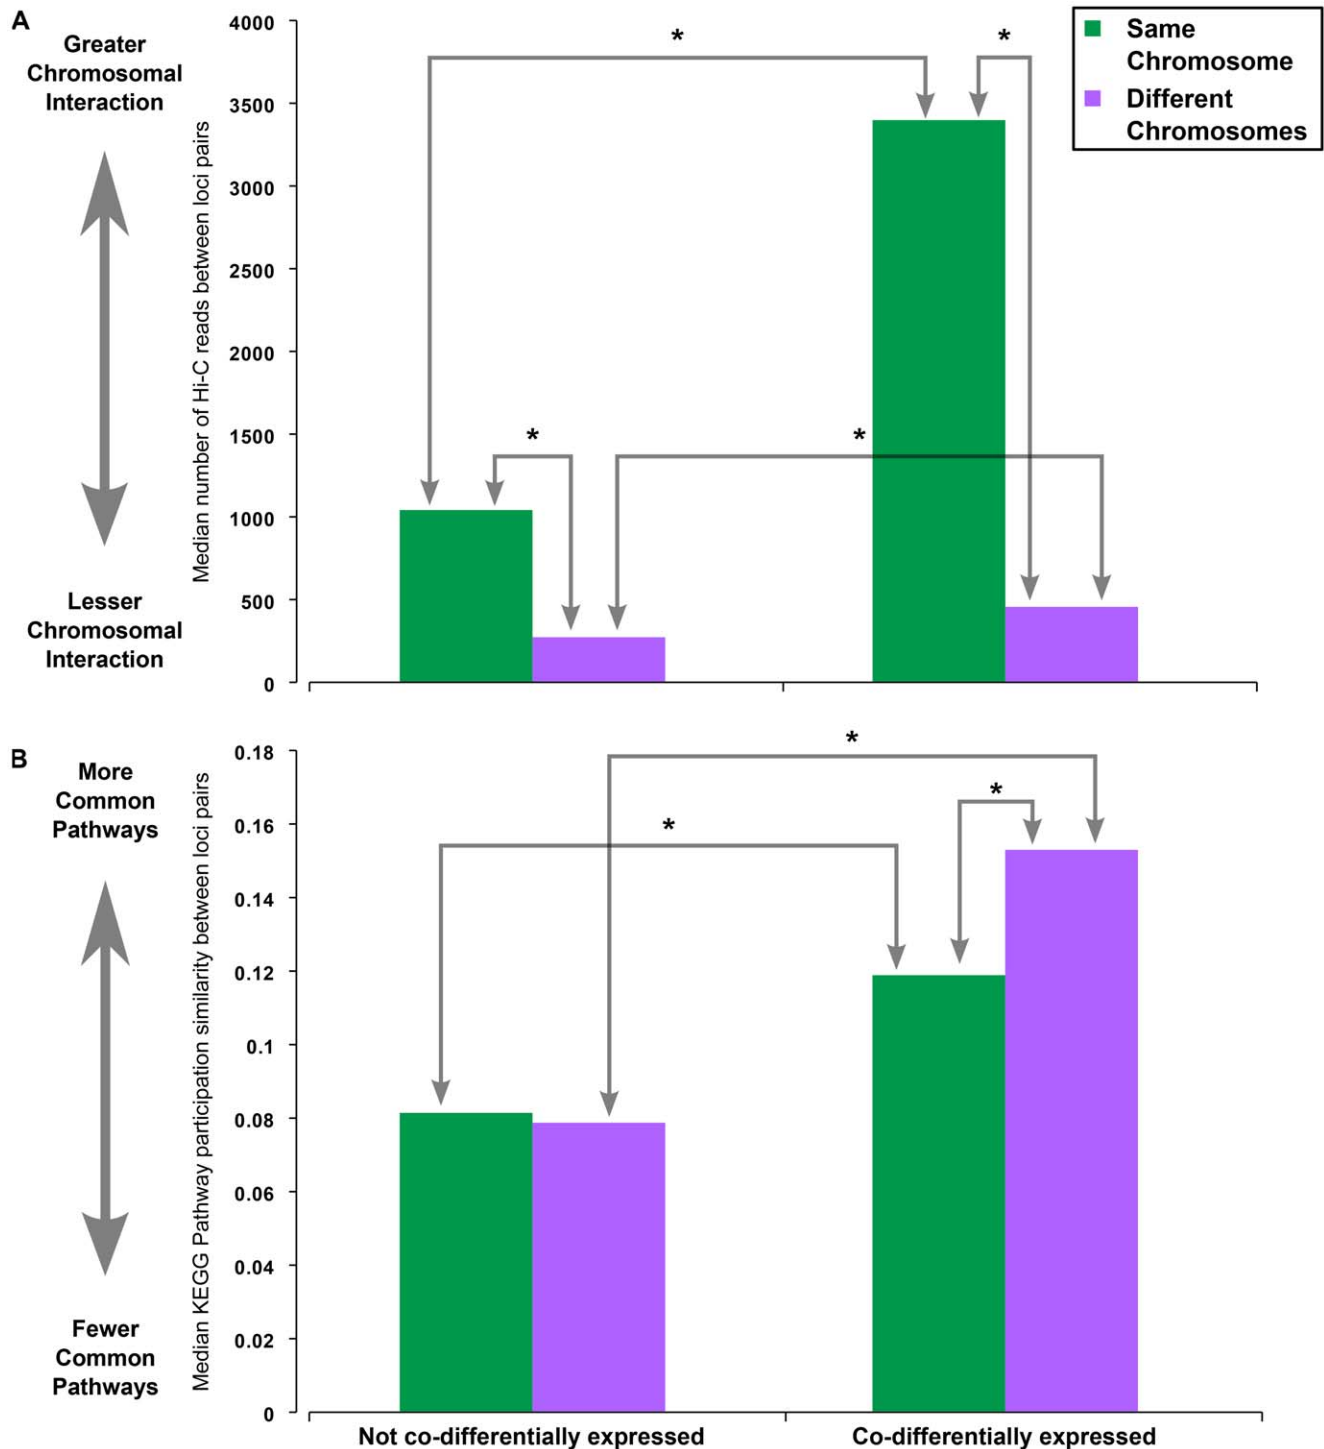 A
Greater
Chromosomal
Interaction
Lesser
Chromosomal
Interaction
Median number of Hi-C reads between loci pairs
4000
3500
3000
2500
2000
1500
1000
500
0
*
*
*
*
Same
Chromosome
Different
Chromosomes
B
More
Common
Pathways
Fewer
Common
Pathways
Median KEGG Pathway participation similarity between loci pairs
0.18
0.16
0.14
0.12
0.1
0.08
0.06
0.04
0.02
0
*
*
*
Not co-differentially expressed
Co-differentially expressed